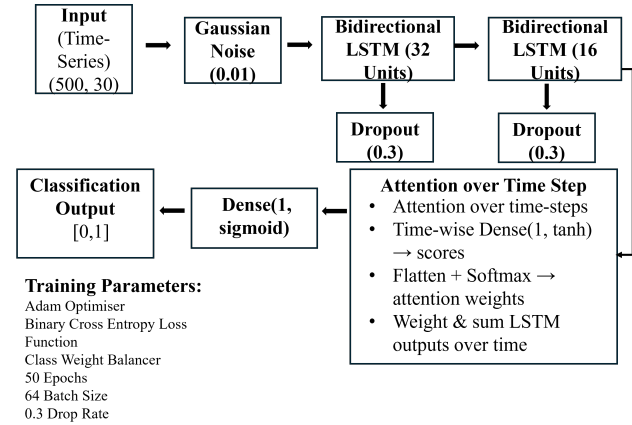 Input
(Time-
Series)
(500, 30)
Gaussian
Noise
(0.01)
Bidirectional
LSTM (32
Units)
Bidirectional
LSTM (16
Units)
Dropout
(0.3)
Dropout
(0.3)
Classification
Output
[0,1]
Dense(1,
sigmoid)
Attention over Time Step
• Attention over time-steps
• Time-wise Dense(1, tanh)
→ scores
• Flatten + Softmax →
attention weights
• Weight & sum LSTM
outputs over time
Training Parameters:
Adam Optimiser
Binary Cross Entropy Loss
Function
Class Weight Balancer
50 Epochs
64 Batch Size
0.3 Drop Rate